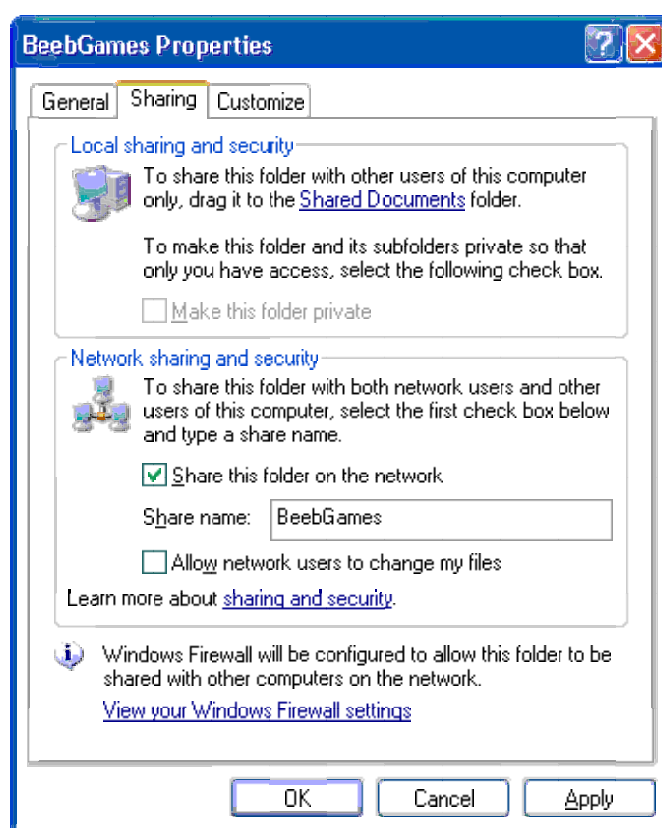 BeebGames Properties
General Sharing Customize
Local sharing and security
To share this folder with other users of this computer
only, drag it to the Shared Documents folder.
To make this folder and its subfolders private so that
only you have access, select the following check box.
Make this folder private
Network sharing and security
To share this folder with both network users and other
users of this computer, select the first check box below
and type a share name.
Share this folder on the network
Share name: BeebGames
Allow network users to change my files
Learn more about sharing and security.
Windows Firewall will be configured to allow this folder to be
shared with other computers on the network.
View your Windows Firewall settings
OK Cancel Apply